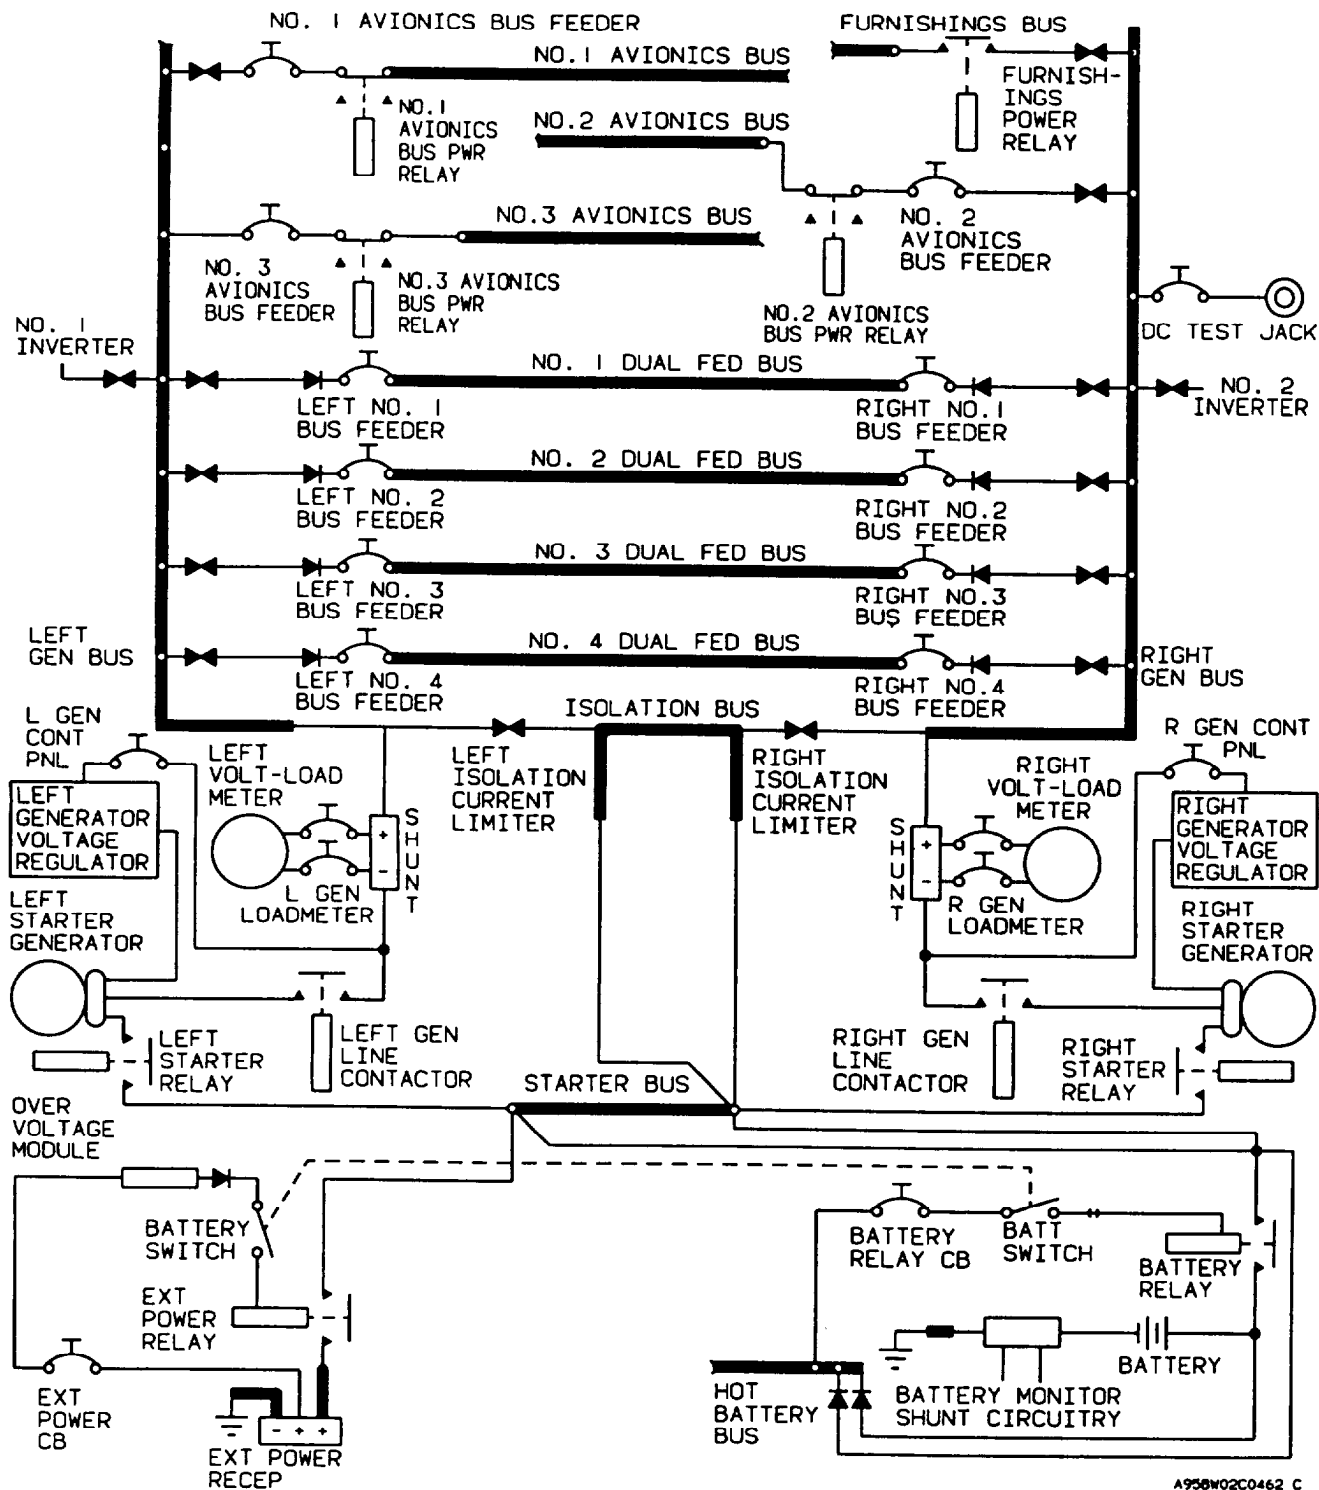 NO. 1 AVIONICS BUS FEEDER
FURNISHINGS BUS
NO.1 AVIONICS BUS
FURNISH-
INGS
POWER
RELAY
NO.1
AVIONICS
BUS PWR
RELAY
NO.2 AVIONICS BUS
NO.3 AVIONICS BUS
NO. 2
AVIONICS
BUS FEEDER
NO. 3
AVIONICS
BUS FEEDER
NO.3 AVIONICS
BUS PWR
RELAY
NO.2 AVIONICS
BUS PWR RELAY
DC TEST JACK
NO. 1
INVERTER
NO. 1 DUAL FED BUS
NO. 2
INVERTER
LEFT NO. 1
BUS FEEDER
RIGHT NO.1
BUS FEEDER
NO. 2 DUAL FED BUS
LEFT NO. 2
BUS FEEDER
RIGHT NO.2
BUS FEEDER
NO. 3 DUAL FED BUS
LEFT NO. 3
BUS FEEDER
RIGHT NO.3
BUS FEEDER
LEFT
GEN BUS
NO. 4 DUAL FED BUS
RIGHT
GEN BUS
LEFT NO. 4
BUS FEEDER
RIGHT NO.4
BUS FEEDER
ISOLATION BUS
L GEN
CONT
PNL
LEFT
VOLT-LOAD
METER
LEFT
ISOLATION
CURRENT
LIMITER
RIGHT
ISOLATION
CURRENT
LIMITER
RIGHT
VOLT-LOAD
METER
R GEN CONT
PNL
LEFT
GENERATOR
VOLTAGE
REGULATOR
SHUNT
+
-
SHUNT
+
-
RIGHT
GENERATOR
VOLTAGE
REGULATOR
L GEN
LOADMETER
R GEN
LOADMETER
LEFT
STARTER
GENERATOR
RIGHT
STARTER
GENERATOR
LEFT
STARTER
RELAY
LEFT GEN
LINE
CONTACTOR
RIGHT GEN
LINE
CONTACTOR
RIGHT
STARTER
RELAY
STARTER BUS
OVER
VOLTAGE
MODULE
BATTERY
SWITCH
BATTERY
RELAY CB
BATT
SWITCH
BATTERY
RELAY
EXT
POWER
RELAY
BATTERY
EXT
POWER
CB
HOT
BATTERY
BUS
BATTERY MONITOR
SHUNT CIRCUITRY
- + +
EXT POWER
RECEP
A95BW02C0462 C